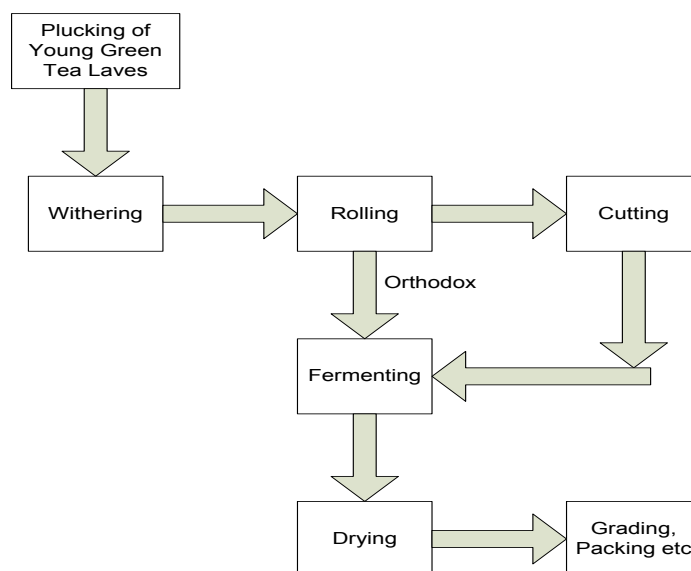 Plucking of
Young Green
Tea Laves
Withering
Rolling
Cutting
Orthodox
Fermenting
Drying
Grading,
Packing etc